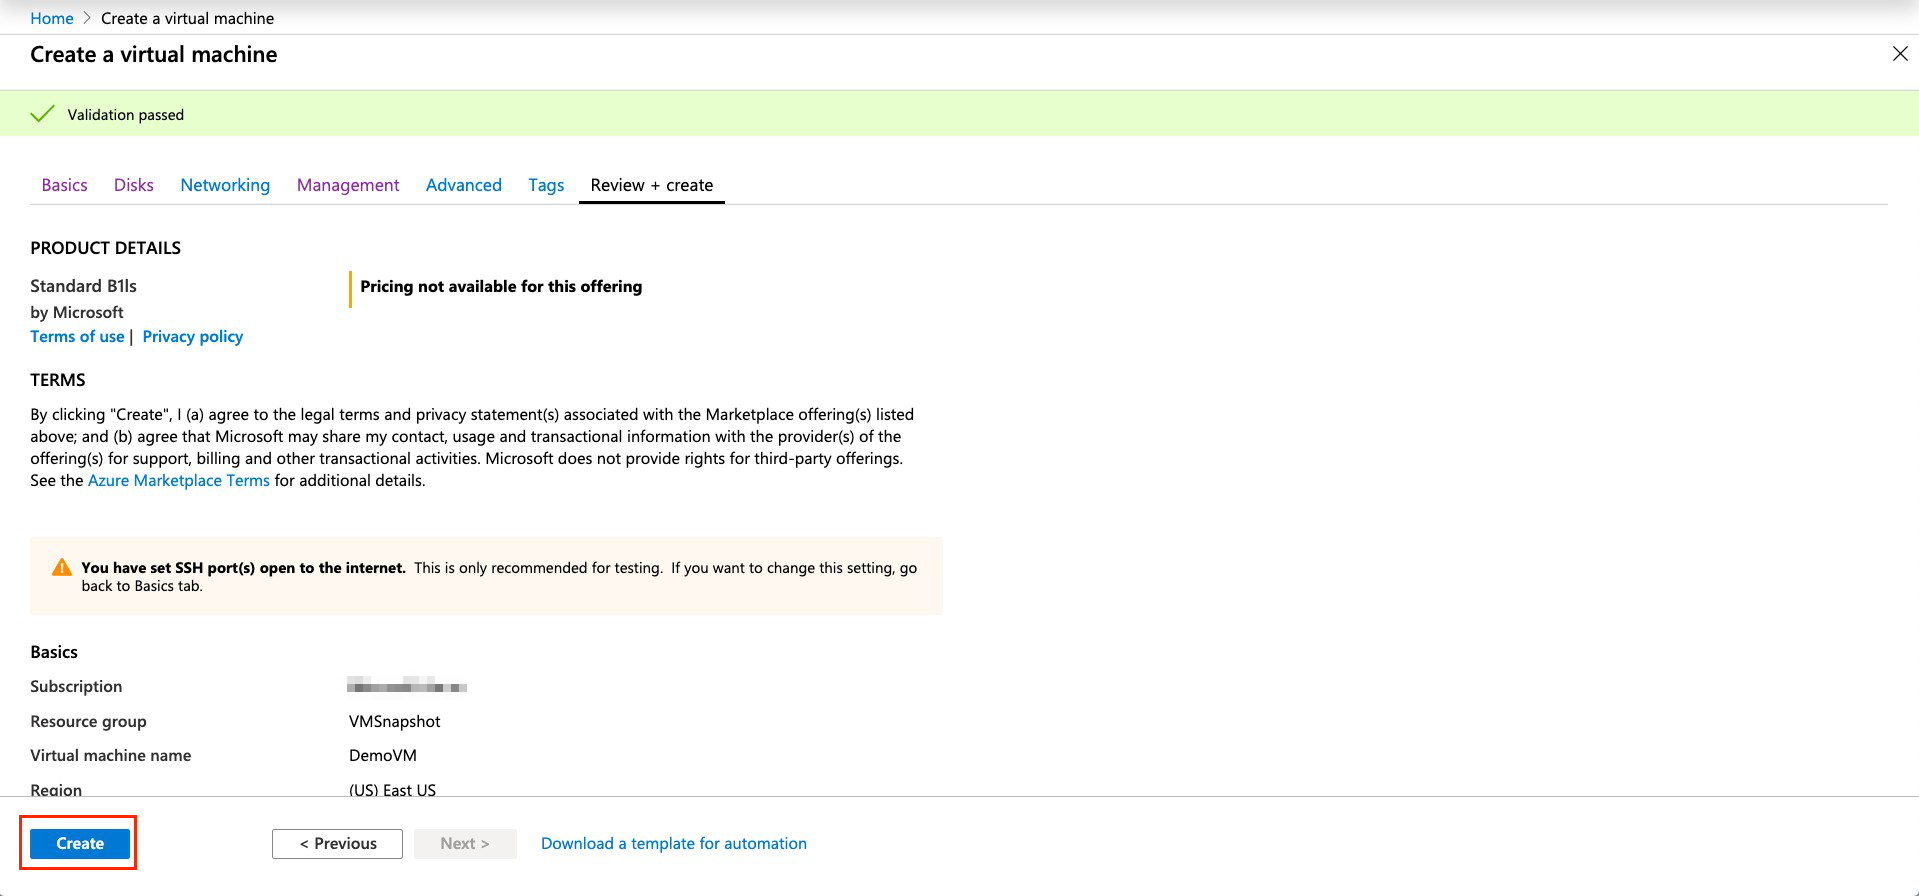 Home > Create a virtual machine
Create a virtual machine
Validation passed
Basics Disks Networking Management Advanced Tags Review + create
PRODUCT DETAILS
Standard B1ls
by Microsoft
Terms of use | Privacy policy
Pricing not available for this offering
TERMS
By clicking "Create", I (a) agree to the legal terms and privacy statement(s) associated with the Marketplace offering(s) listed
above; and (b) agree that Microsoft may share my contact, usage and transactional information with the provider(s) of the
offering(s) for support, billing and other transactional activities. Microsoft does not provide rights for third-party offerings.
See the Azure Marketplace Terms for additional details.
You have set SSH port(s) open to the internet. This is only recommended for testing. If you want to change this setting, go
back to Basics tab.
Basics
Subscription
Resource group VMSnapshot
Virtual machine name DemoVM
Region (US) East US
Create < Previous Next > Download a template for automation